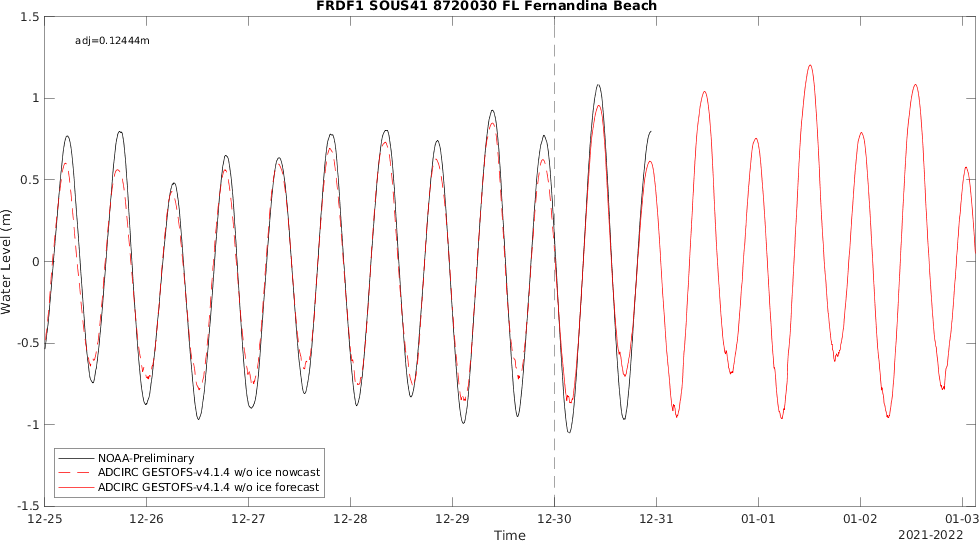 FRDF1 SOUS41 8720030 FL Fernandina Beach
1.5
adj=0.12444m
1
0.5
0
-0.5
-1
-1.5
Water Level (m)
NOAA-Preliminary
ADCIRC GESTOFS-v4.1.4 w/o ice nowcast
ADCIRC GESTOFS-v4.1.4 w/o ice forecast
12-25 12-26 12-27 12-28 12-29 12-30 12-31 01-01 01-02 01-03
Time
2021-2022